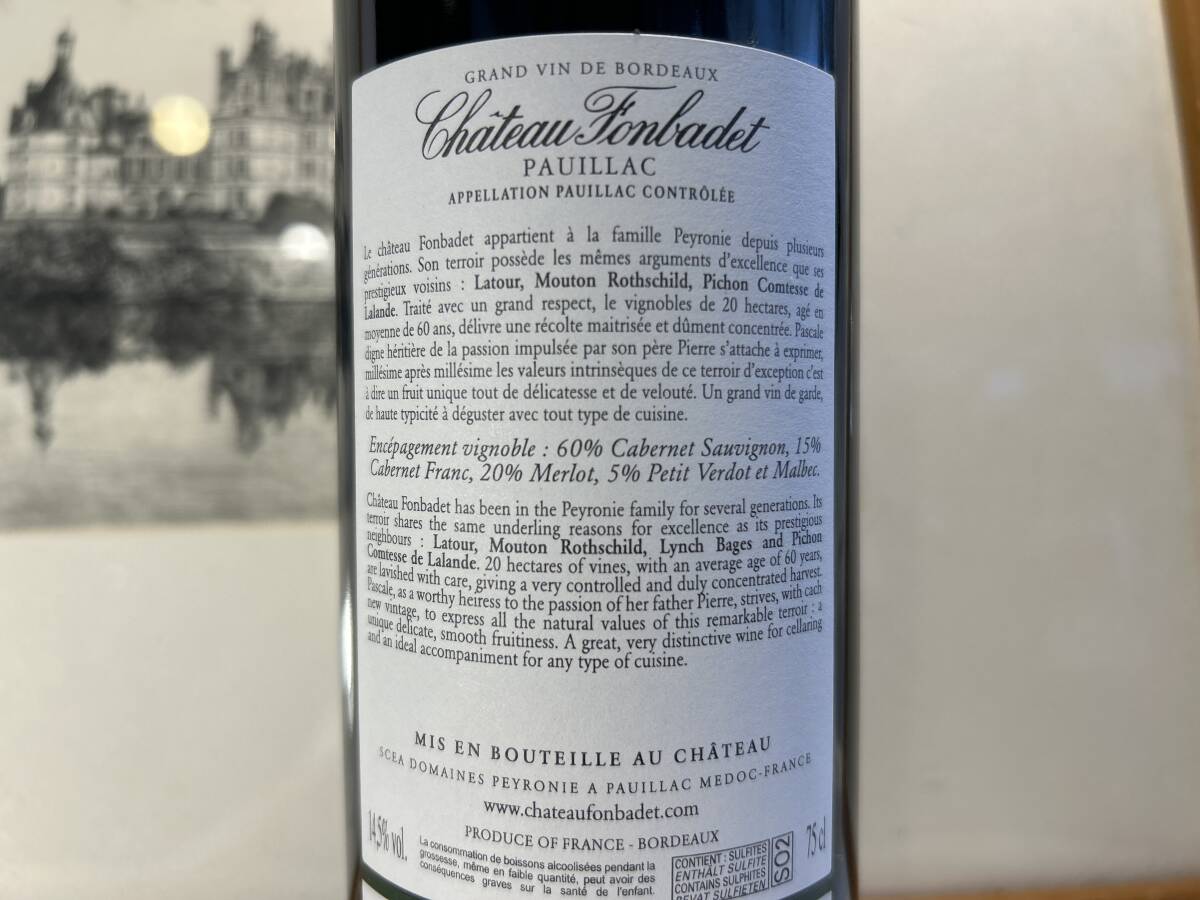 GRAND VIN DE BORDEAUX
Château Fonbadet
PAUILLAC
APPELLATION PAUILLAC CONTRÔLÉE
Le château Fonbadet appartient à la famille Peyronie depuis plusieurs
générations. Son terroir possède les mêmes arguments d'excellence que ses
prestigieux voisins : Latour, Mouton Rothschild, Pichon Comtesse de
Lalande. Traité avec un grand respect, le vignobles de 20 hectares, agé en
moyenne de 60 ans, délivre une récolte maitrisée et dûment concentrée. Pascale
digne héritière de la passion impulsée par son père Pierre s'attache à exprimer,
millésime après millésime les valeurs intrinsèques de ce terroir d'exception c'est
à dire un fruit unique tout de délicatesse et de velouté. Un grand vin de garde,
de haute typicité à déguster avec tout type de cuisine.
Encépagement vignoble : 60% Cabernet Sauvignon, 15%
Cabernet Franc, 20% Merlot, 5% Petit Verdot et Malbec.
Château Fonbadet has been in the Peyronie family for several generations. Its
terroir shares the same underling reasons for excellence as its prestigious
neighbours : Latour, Mouton Rothschild, Lynch Bages and Pichon
Comtesse de Lalande. 20 hectares of vines, with an average age of 60 years,
are lavished with care, giving a very controlled and duly concentrated harvest.
Pascale, as a worthy heiress to the passion of her father Pierre, strives, with each
new vintage, to express all the natural values of this remarkable terroir : a
unique delicate, smooth fruitiness. A great, very distinctive wine for cellaring
and an ideal accompaniment for any type of cuisine.
MIS EN BOUTEILLE AU CHÂTEAU
SCEA DOMAINES PEYRONIE A PAUILLAC MEDOC-FRANCE
www.chateaufonbadet.com
PRODUCE OF FRANCE - BORDEAUX
14,5% vol.
La consommation de boissons alcoolisées pendant la
grossesse, même en faible quantité, peut avoir des
conséquences graves sur la santé de l'enfant.
CONTIENT : SULFITES
ENTHÄLT SULFITE
CONTAINS SULPHITES
BEVAT SULFIETEN
SO2
75 cl